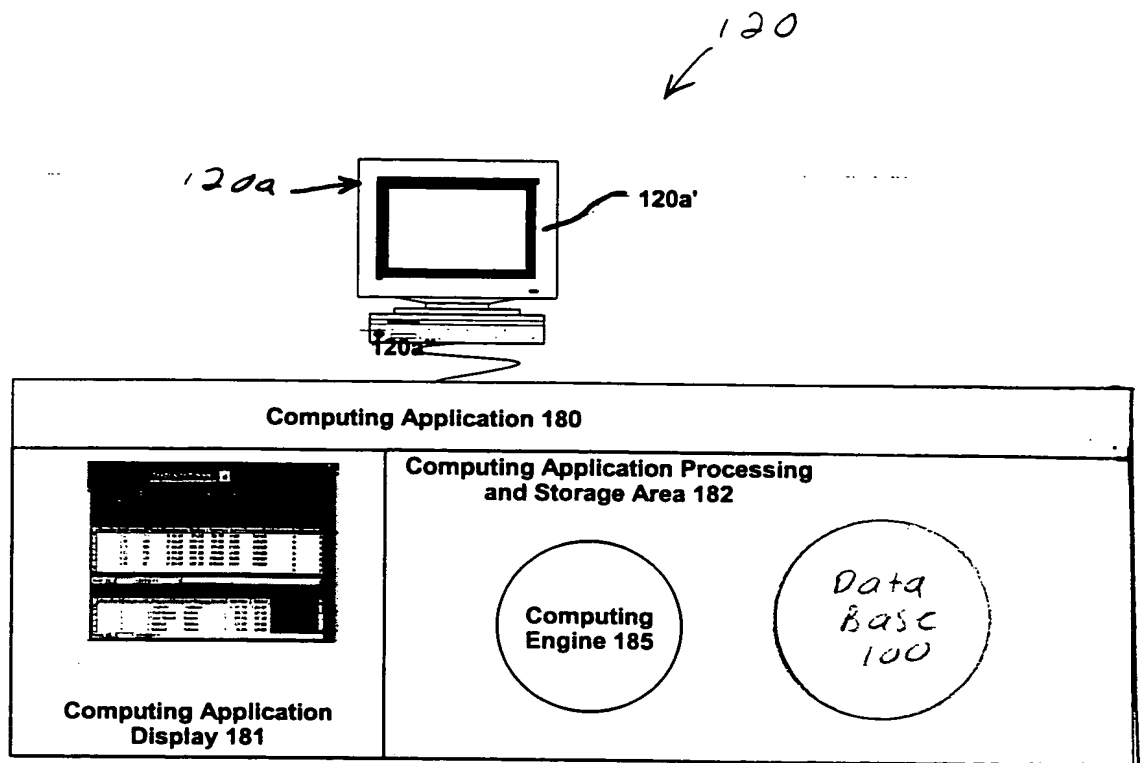 120
120a
120a'
120a"
Computing Application 180
Computing Application Processing
and Storage Area 182
Computing
Engine 185
Data
Base
100
Computing Application
Display 181